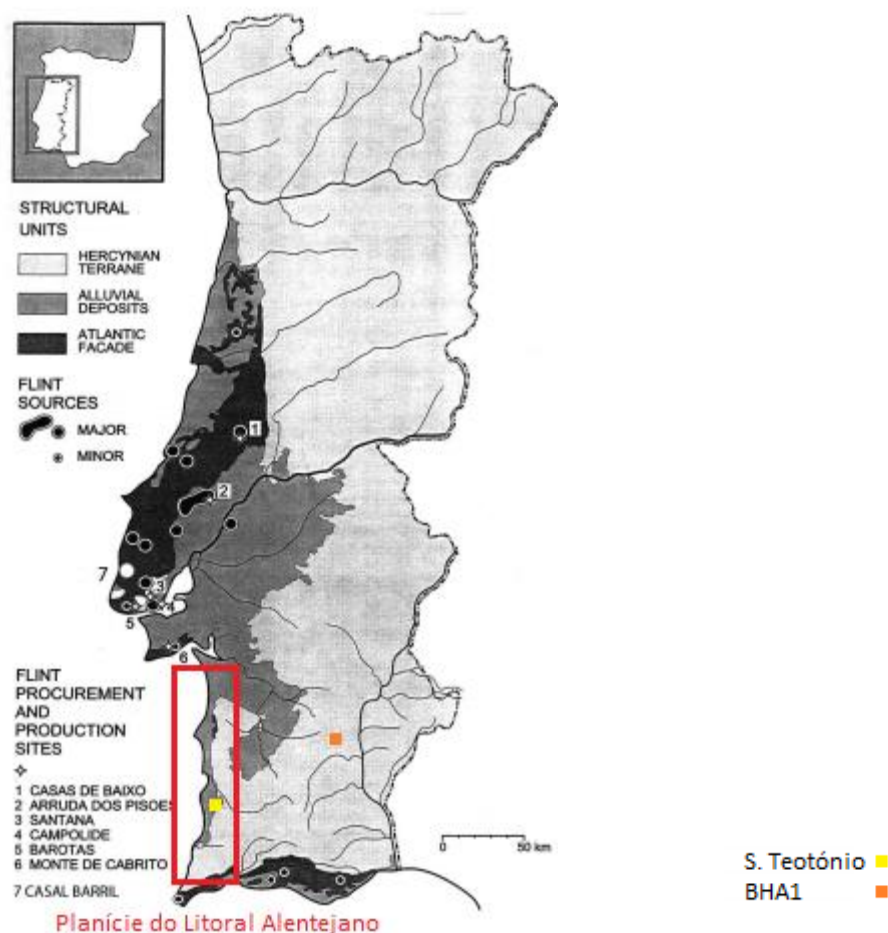 STRUCTURAL
UNITS
HERCYNIAN
TERRANE
ALLUVIAL
DEPOSITS
ATLANTIC
FACADE
FLINT
SOURCES
MAJOR
MINOR
1
2
7
3
4
5
6
FLINT
PROCUREMENT
AND
PRODUCTION
SITES
1 CASAS DE BAIXO
2 ARRUDA DOS PISOES
3 SANTANA
4 CAMPOLIDE
5 BAROTAS
6 MONTE DE CABRITO
7 CASAL BARRIL
0 50 km
Planície do Litoral Alentejano
S. Teotónio
BHA1